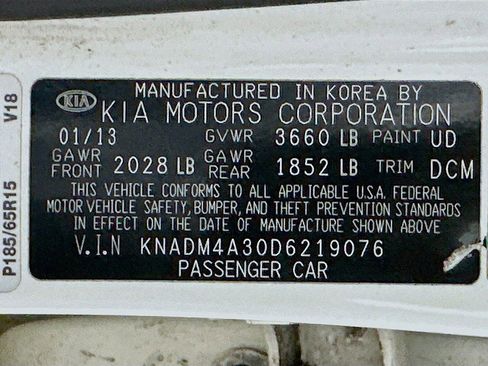 MANUFACTURED IN KOREA BY
KIA KIA MOTORS CORPORATION
01/13 GVWR 3660 LB PAINT UD
GAWR FRONT 2028 LB GAWR REAR 1852 LB TRIM DCM
THIS VEHICLE CONFORMS TO ALL APPLICABLE U.S.A. FEDERAL
MOTOR VEHICLE SAFETY, BUMPER, AND THEFT PREVENTION STANDARDS
IN EFFECT ON THE DATE OF MANUFACTURE SHOWN ABOVE
V.I.N KNADM4A30D6219076
PASSENGER CAR
P185/65R15 V18